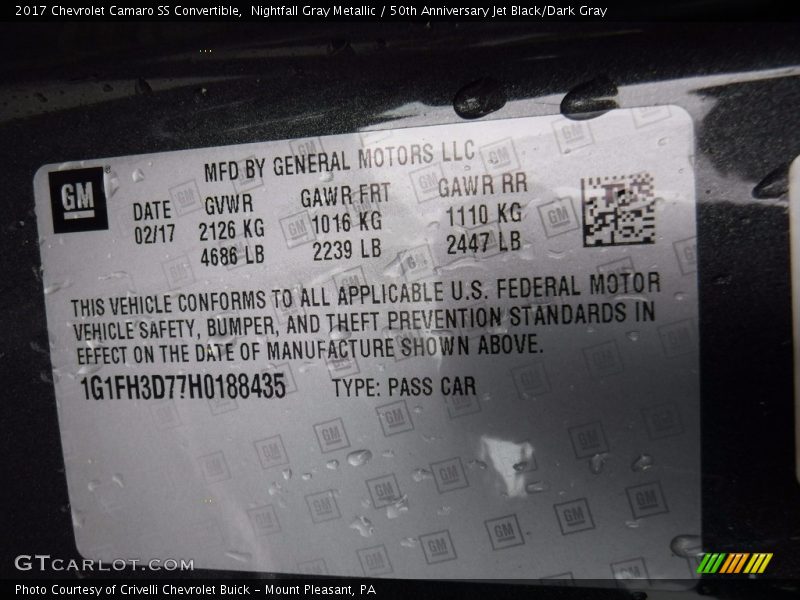 2017 Chevrolet Camaro SS Convertible,  Nightfall Gray Metallic / 50th Anniversary Jet Black/Dark Gray
MFD BY GENERAL MOTORS LLC
GM
DATE GVWR GAWR FRT GAWR RR
02/17 2126 KG 1016 KG 1110 KG
4686 LB 2239 LB 2447 LB
THIS VEHICLE CONFORMS TO ALL APPLICABLE U.S. FEDERAL MOTOR
VEHICLE SAFETY, BUMPER, AND THEFT PREVENTION STANDARDS IN
EFFECT ON THE DATE OF MANUFACTURE SHOWN ABOVE.
1G1FH3D77H0188435 TYPE: PASS CAR
GTCARLOT.COM
Photo Courtesy of Crivelli Chevrolet Buick – Mount Pleasant, PA